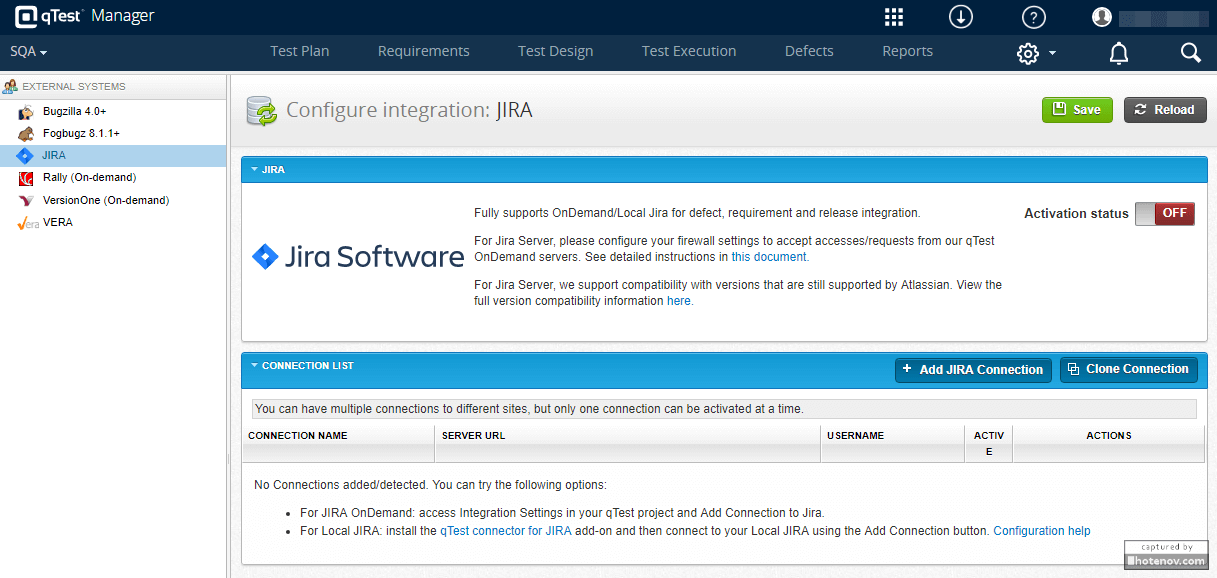 qTest Manager
SQA
Test Plan
Requirements
Test Design
Test Execution
Defects
Reports
EXTERNAL SYSTEMS
Bugzilla 4.0+
Fogbugz 8.1.1+
JIRA
Rally (On-demand)
VersionOne (On-demand)
Vera VERA
Configure integration: JIRA
Save
Reload
JIRA
Jira Software
Fully supports OnDemand/Local Jira for defect, requirement and release integration.
For Jira Server, please configure your firewall settings to accept accesses/requests from our qTest
OnDemand servers. See detailed instructions in this document.
For Jira Server, we support compatibility with versions that are still supported by Atlassian. View the
full version compatibility information here.
Activation status OFF
CONNECTION LIST
+ Add JIRA Connection
Clone Connection
You can have multiple connections to different sites, but only one connection can be activated at a time.
CONNECTION NAME
SERVER URL
USERNAME
ACTIV
E
ACTIONS
No Connections added/detected. You can try the following options:
• For JIRA OnDemand: access Integration Settings in your qTest project and Add Connection to Jira.
• For Local JIRA: install the qTest connector for JIRA add-on and then connect to your Local JIRA using the Add Connection button. Configuration help
captured by
hotenov.com